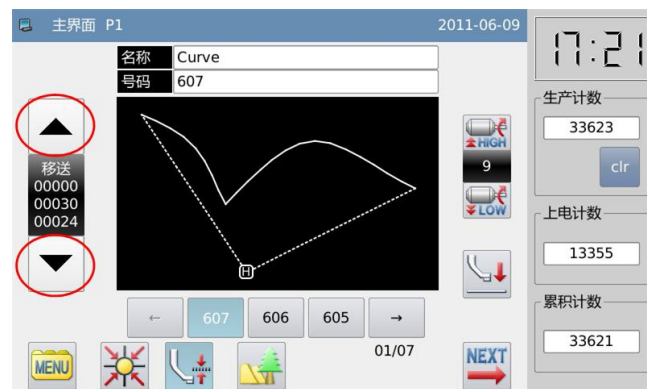 主界面 P1
2011-06-09
17:21
名称 Curve
号码 607
移送
00000
00030
00024
HIGH
9
LOW
H
← 607 606 605 →
01/07
MENU
NEXT
生产计数
33623
clr
上电计数
13355
累积计数
33621